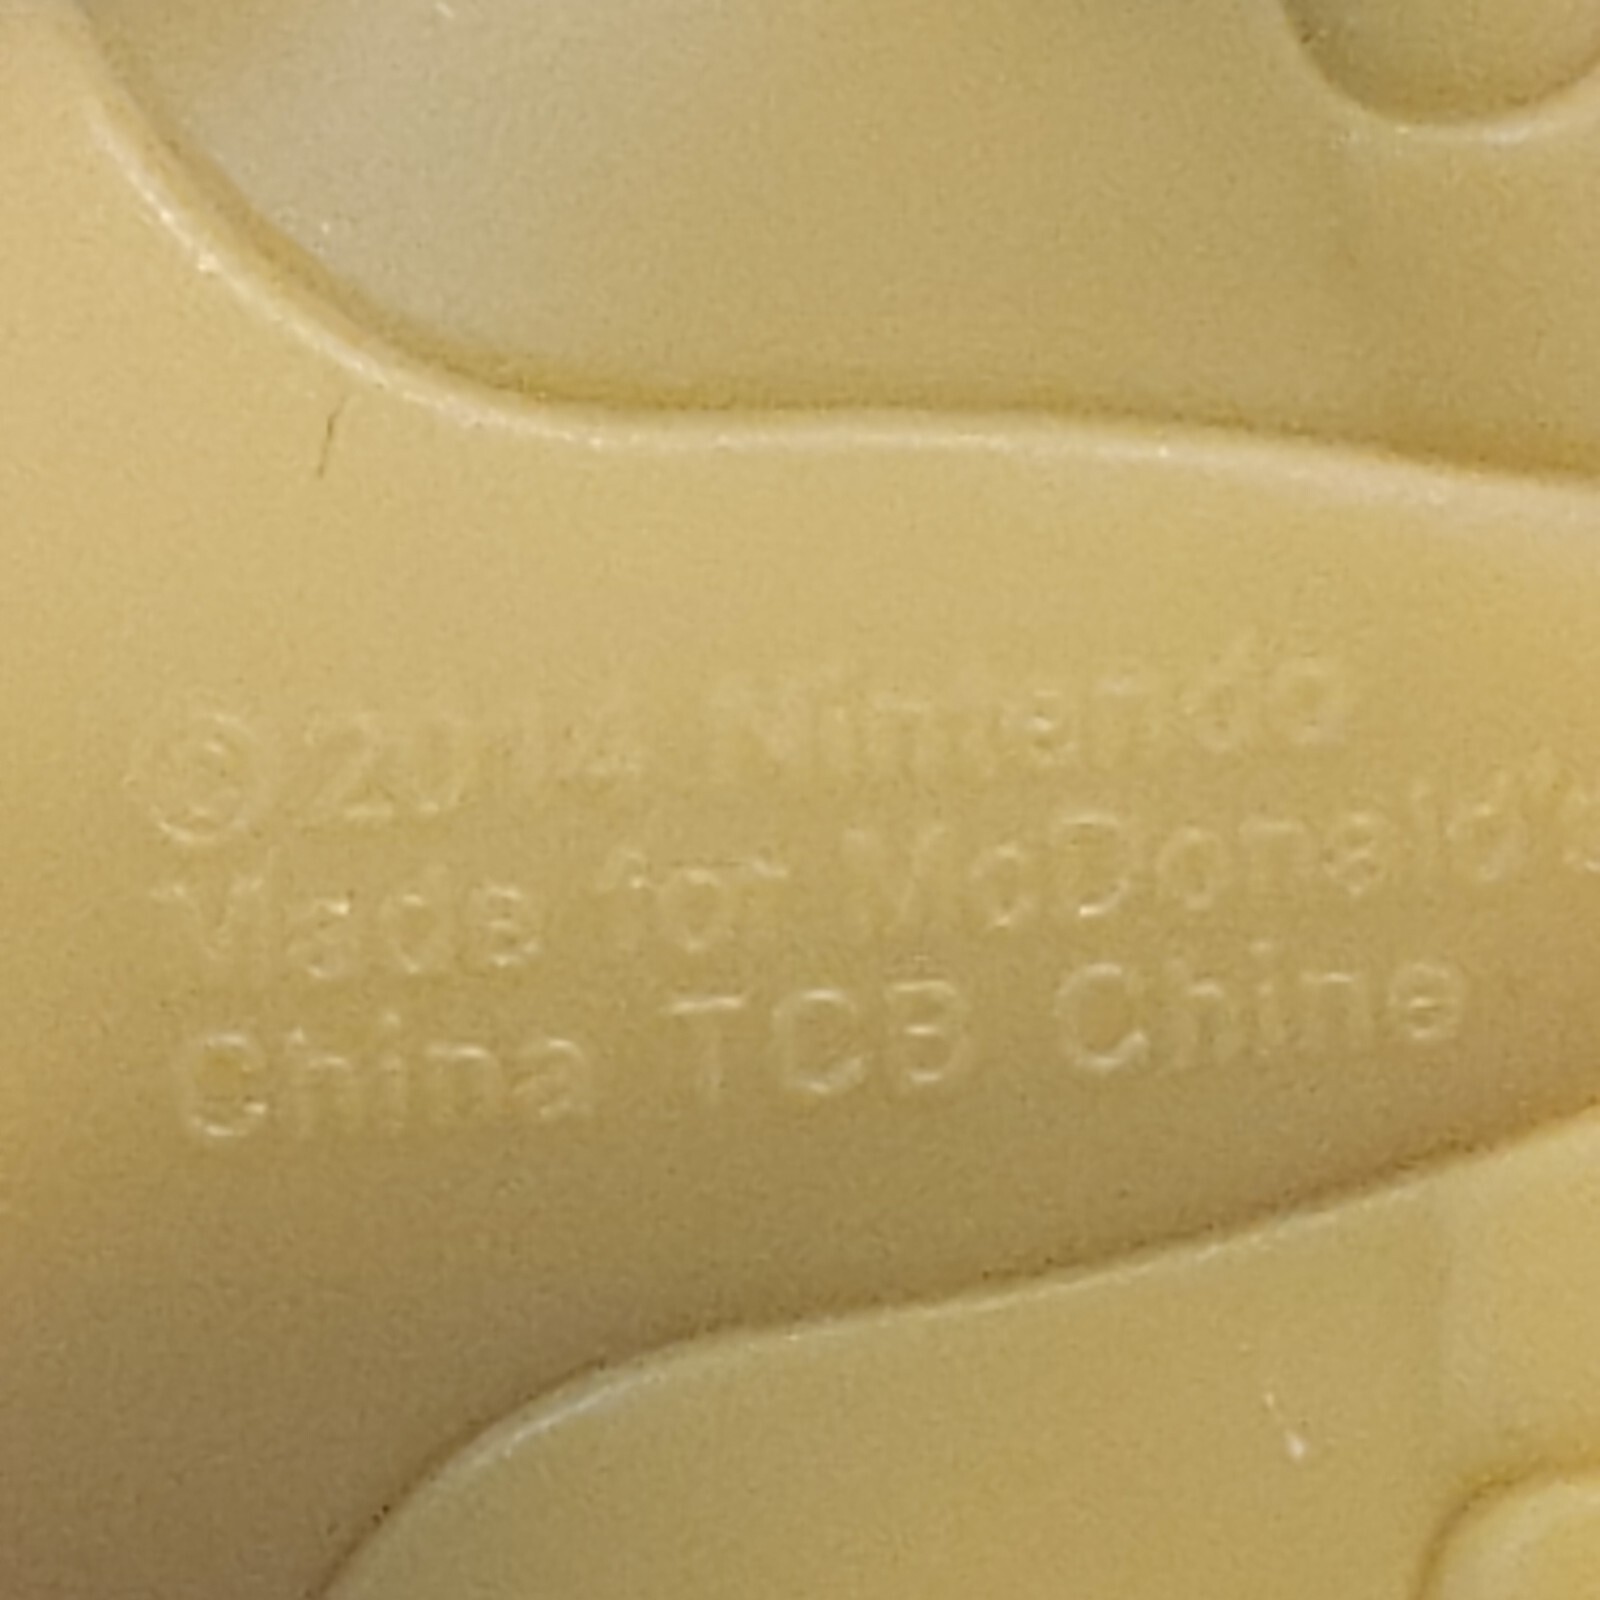 ©2014 Nintendo
Made for McDonald's
China TCB Chine